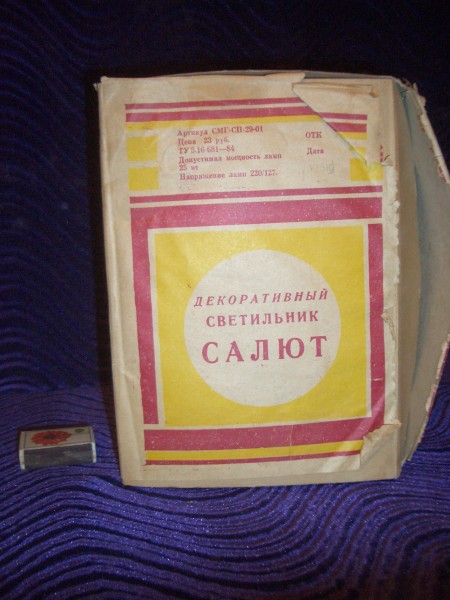 Артикул СМГ-СП-29-01
Цена 23 руб.
ТУ 5.16 681—84
Допустимая мощность ламп
25 вт
Напряжение ламп 220/127.
ОТК
Дата
ДЕКОРАТИВНЫЙ
СВЕТИЛЬНИК
САЛЮТ